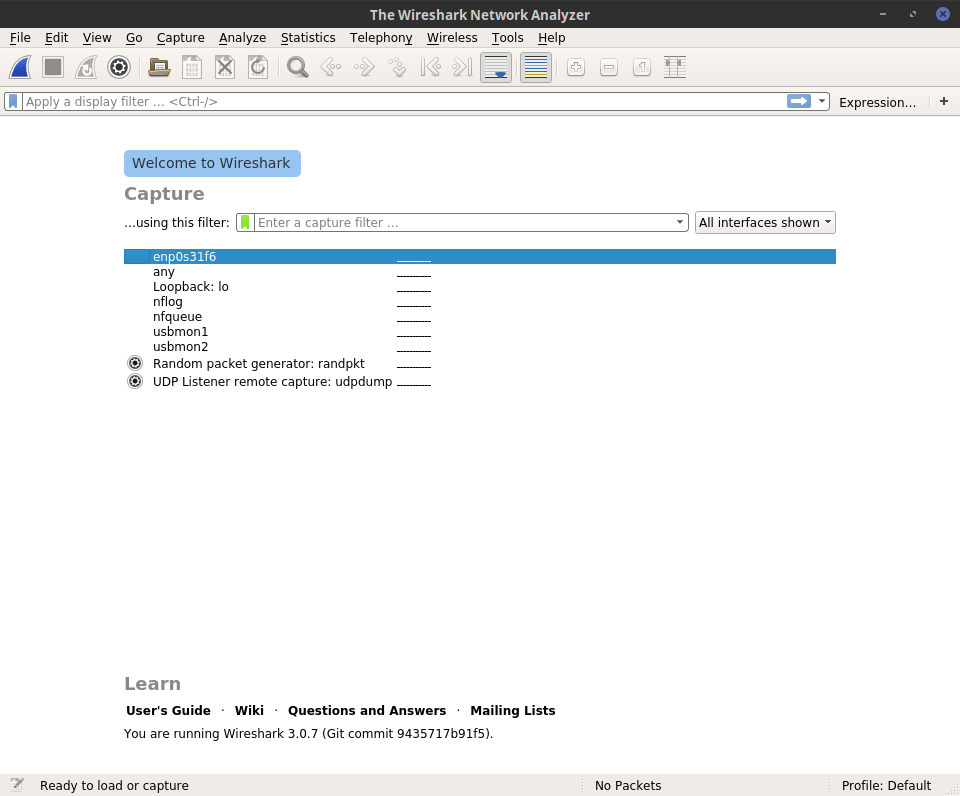 The Wireshark Network Analyzer
File Edit View Go Capture Analyze Statistics Telephony Wireless Tools Help
Apply a display filter ... <Ctrl-/> Expression... +
Welcome to Wireshark
Capture
...using this filter: Enter a capture filter ... All interfaces shown
enp0s31f6
any
Loopback: lo
nflog
nfqueue
usbmon1
usbmon2
Random packet generator: randpkt
UDP Listener remote capture: udpdump
Learn
User's Guide · Wiki · Questions and Answers · Mailing Lists
You are running Wireshark 3.0.7 (Git commit 9435717b91f5).
Ready to load or capture No Packets Profile: Default